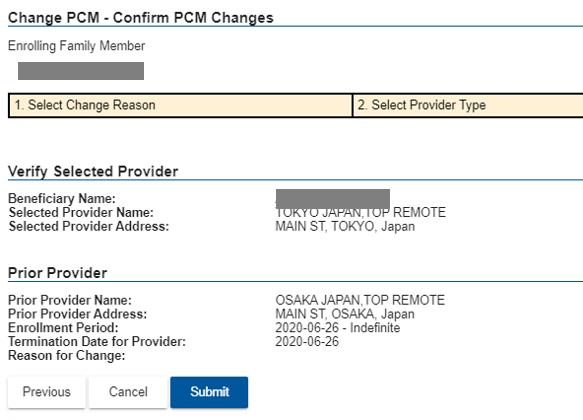 Change PCM - Confirm PCM Changes
Enrolling Family Member
1. Select Change Reason 2. Select Provider Type
Verify Selected Provider
Beneficiary Name:
Selected Provider Name: TOKYO JAPAN,TOP REMOTE
Selected Provider Address: MAIN ST, TOKYO, Japan
Prior Provider
Prior Provider Name: OSAKA JAPAN,TOP REMOTE
Prior Provider Address: MAIN ST, OSAKA, Japan
Enrollment Period: 2020-06-26 - Indefinite
Termination Date for Provider: 2020-06-26
Reason for Change:
Previous Cancel Submit